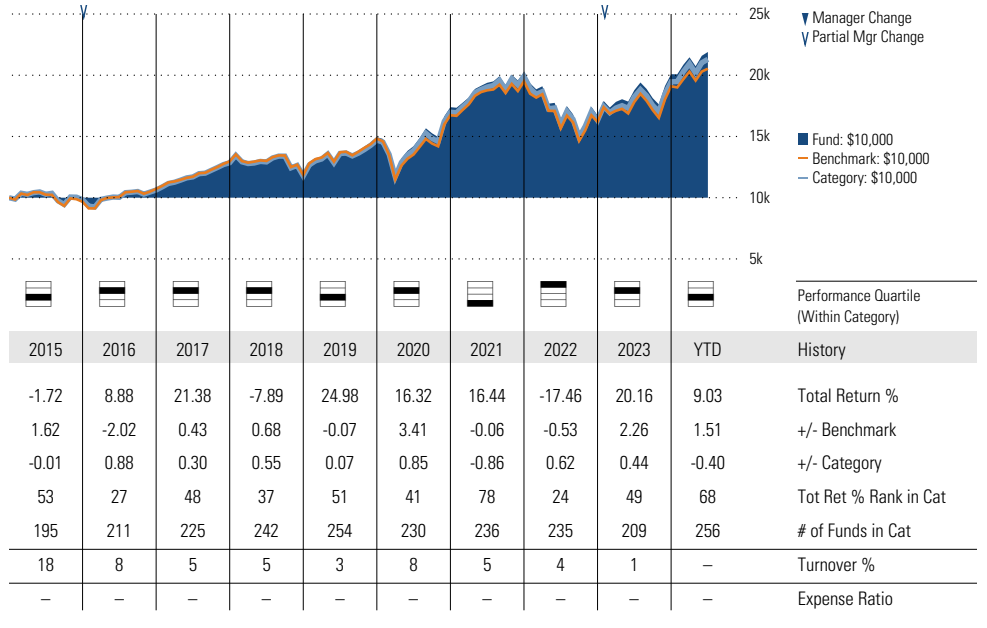 25k
20k
15k
10k
5k
Manager Change
Partial Mgr Change
Fund: $10,000
Benchmark: $10,000
Category: $10,000
Performance Quartile
(Within Category)
2015 2016 2017 2018 2019 2020 2021 2022 2023 YTD History
-1.72 8.88 21.38 -7.89 24.98 16.32 16.44 -17.46 20.16 9.03 Total Return %
1.62 -2.02 0.43 0.68 -0.07 3.41 -0.06 -0.53 2.26 1.51 +/- Benchmark
-0.01 0.88 0.30 0.55 0.07 0.85 -0.86 0.62 0.44 -0.40 +/- Category
53 27 48 37 51 41 78 24 49 68 Tot Ret % Rank in Cat
195 211 225 242 254 230 236 235 209 256 # of Funds in Cat
18 8 5 5 3 8 5 4 1 – Turnover %
– – – – – – – – – – Expense Ratio